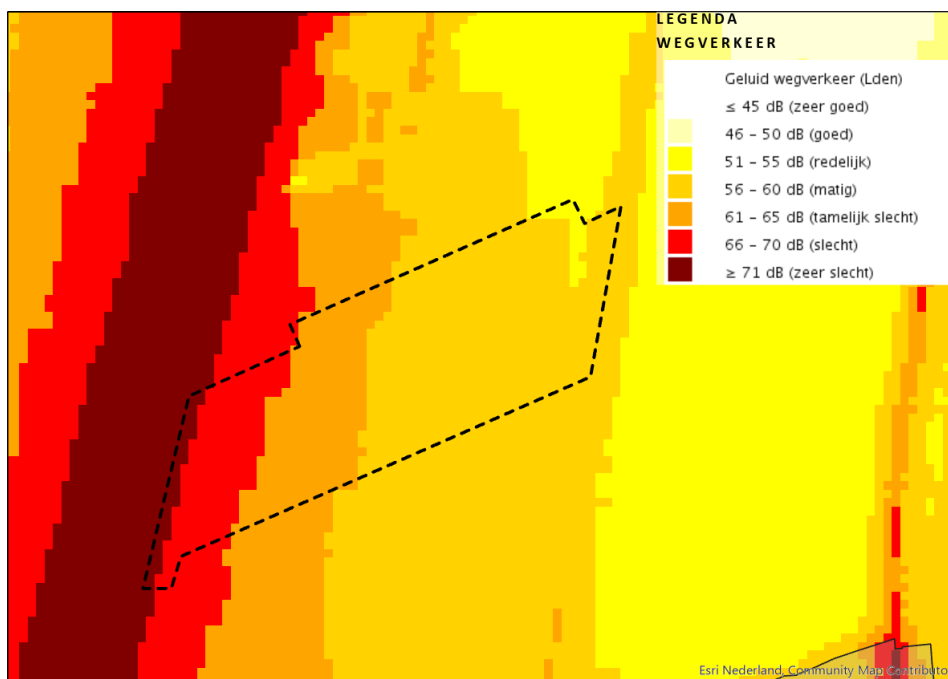 LEGENDA
WEGVERKEER
Geluid wegverkeer (Lden)
≤ 45 dB (zeer goed)
46 – 50 dB (goed)
51 – 55 dB (redelijk)
56 – 60 dB (matig)
61 – 65 dB (tamelijk slecht)
66 – 70 dB (slecht)
≥ 71 dB (zeer slecht)
Esri Nederland, Community Map Contributo